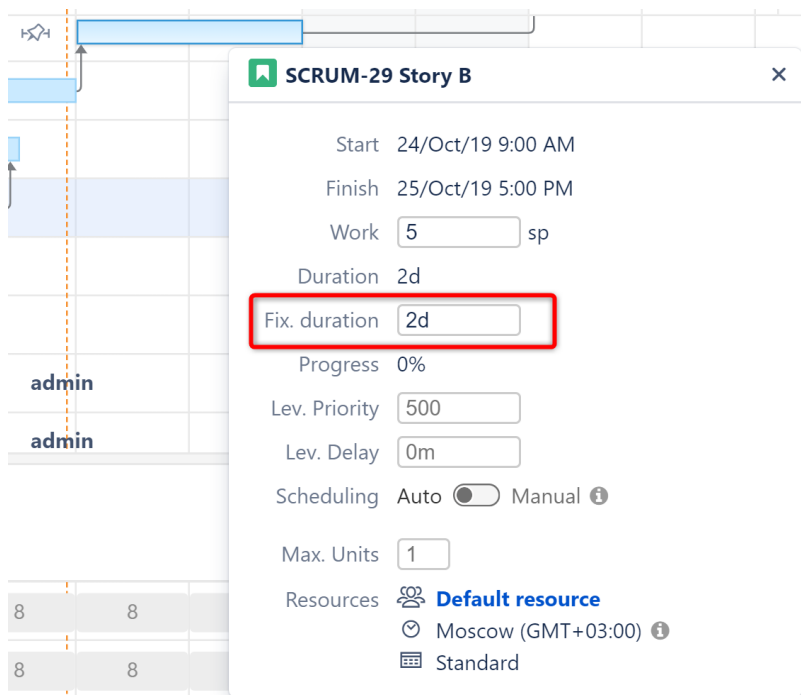 SCRUM-29 Story B
Start 24/Oct/19 9:00 AM
Finish 25/Oct/19 5:00 PM
Work 5 sp
Duration 2d
Fix. duration 2d
Progress 0%
admin
Lev. Priority 500
admin
Lev. Delay 0m
Scheduling Auto Manual
Max. Units 1
Resources Default resource
8 8
Moscow (GMT+03:00)
Standard
8 8